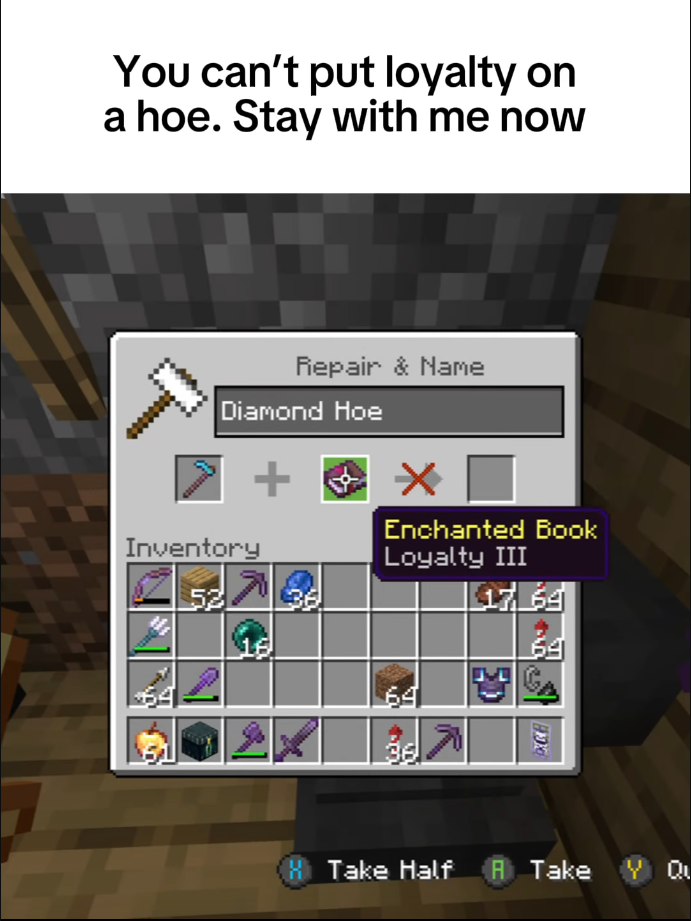 You can't put loyalty on
a hoe. Stay with me now
Repair & Name
Diamond Hoe
Enchanted Book
Loyalty III
Inventory
52
36
17
64
16
64
64
64
61
36
X Take Half A Take Y